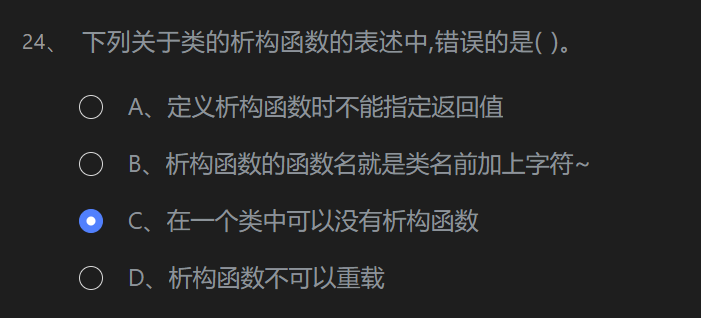 24、 下列关于类的析构函数的表述中,错误的是( )。
A、定义析构函数时不能指定返回值
B、析构函数的函数名就是类名前加上字符~
C、在一个类中可以没有析构函数
D、析构函数不可以重载